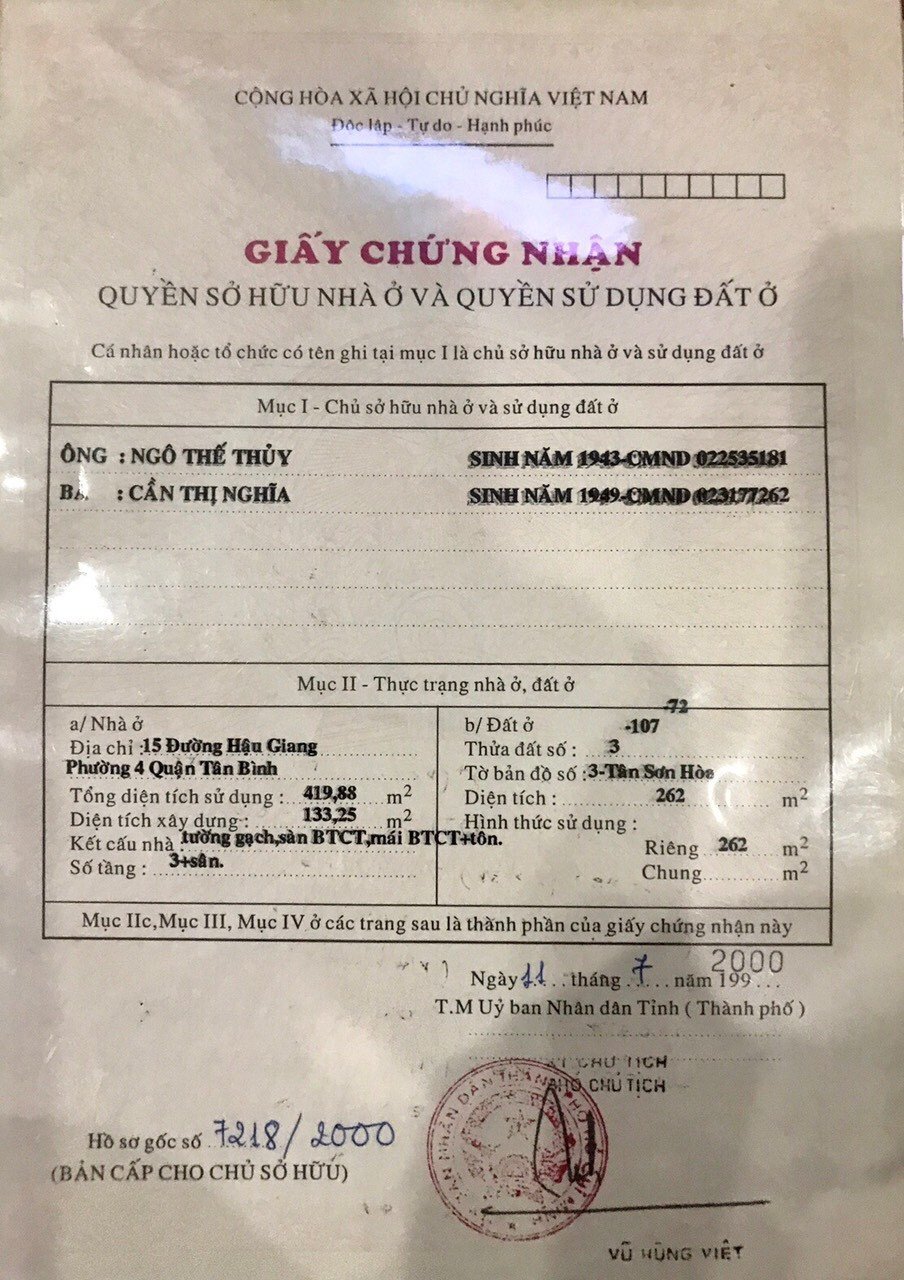 CỘNG HÒA XÃ HỘI CHỦ NGHĨA VIỆT NAM
Độc lập - Tự do - Hạnh phúc
GIẤY CHỨNG NHẬN
QUYỀN SỞ HỮU NHÀ Ở VÀ QUYỀN SỬ DỤNG ĐẤT Ở
Cá nhân hoặc tổ chức có tên ghi tại mục I là chủ sở hữu nhà ở và sử dụng đất ở
Mục I - Chủ sở hữu nhà ở và sử dụng đất ở
ÔNG : NGÔ THẾ THỦY SINH NĂM 1943-CMND 022535181
BÀ : CẦN THỊ NGHĨA SINH NĂM 1949-CMND 023177262
Mục II - Thực trạng nhà ở, đất ở
a/ Nhà ở
Địa chỉ : 15 Đường Hậu Giang
Phường 4 Quận Tân Bình
Tổng diện tích sử dụng : 419,88 m2
Diện tích xây dựng : 133,25 m2
Kết cấu nhà : tường gạch,sàn BTCT,mái BTCT+tôn.
Số tầng : 3+sân.
-72
b/ Đất ở -107
Thửa đất số : 3
Tờ bản đồ số : 3-Tân Sơn Hòa
Diện tích : 262 m2
Hình thức sử dụng :
Riêng 262 m2
Chung m2
Mục IIc,Mục III, Mục IV ở các trang sau là thành phần của giấy chứng nhận này
2000
Ngày 11 tháng 7 năm 199
T.M Uỷ ban Nhân dân Tỉnh ( Thành phố )
KT CHỦ TỊCH
PHÓ CHỦ TỊCH
Hồ sơ gốc số 7218/2000
(BẢN CẤP CHO CHỦ SỞ HỮU)
VŨ HÙNG VIỆT